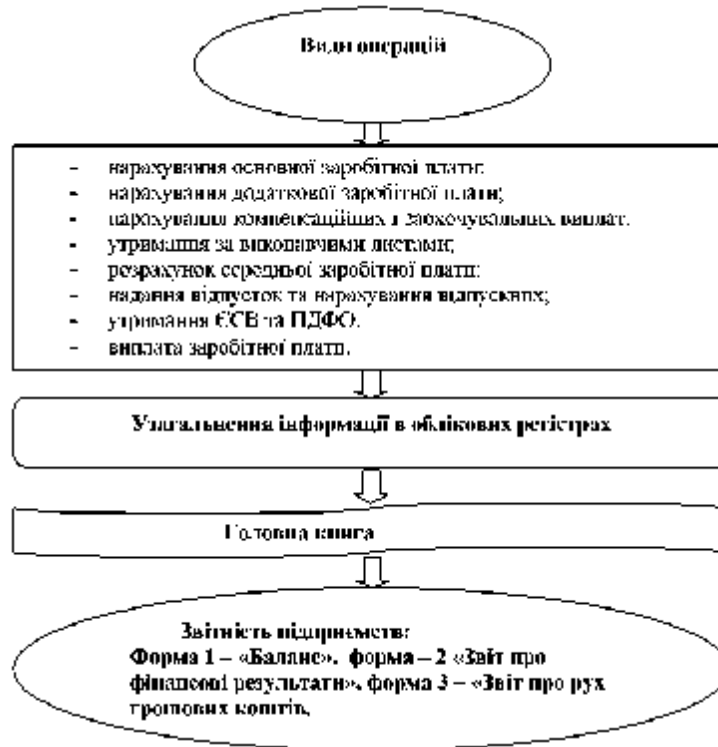 Види операцій
- нарахування основної заробітної плати;
- нарахування додаткової заробітної плати;
- нарахування компенсаційних і заохочувальних виплат.
- утримання за виконавчими листами;
- розрахунок середньої заробітної плати;
- надання відпусток та нарахування відпускних;
- утримання ЄСВ та ПДФО.
- виплата заробітної плати.
Узагальнення інформації в облікових регістрах
Головна книга
Звітність підприємств:
Форма 1 – «Баланс», форма – 2 «Звіт про
фінансові результати», форма 3 – «Звіт про рух
грошових коштів.